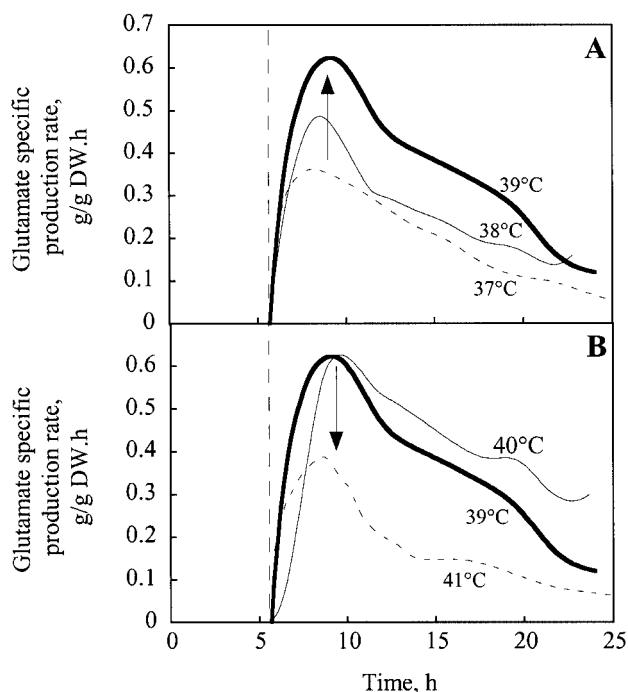 A
0.7
0.6
0.5
0.4
0.3
0.2
0.1
0
Glutamate specific
production rate,
g/g DW.h
39°C
38°C
37°C
B
0.6
0.5
0.4
0.3
0.2
0.1
0
Glutamate specific
production rate,
g/g DW.h
40°C
39°C
41°C
0 5 10 15 20 25
Time, h